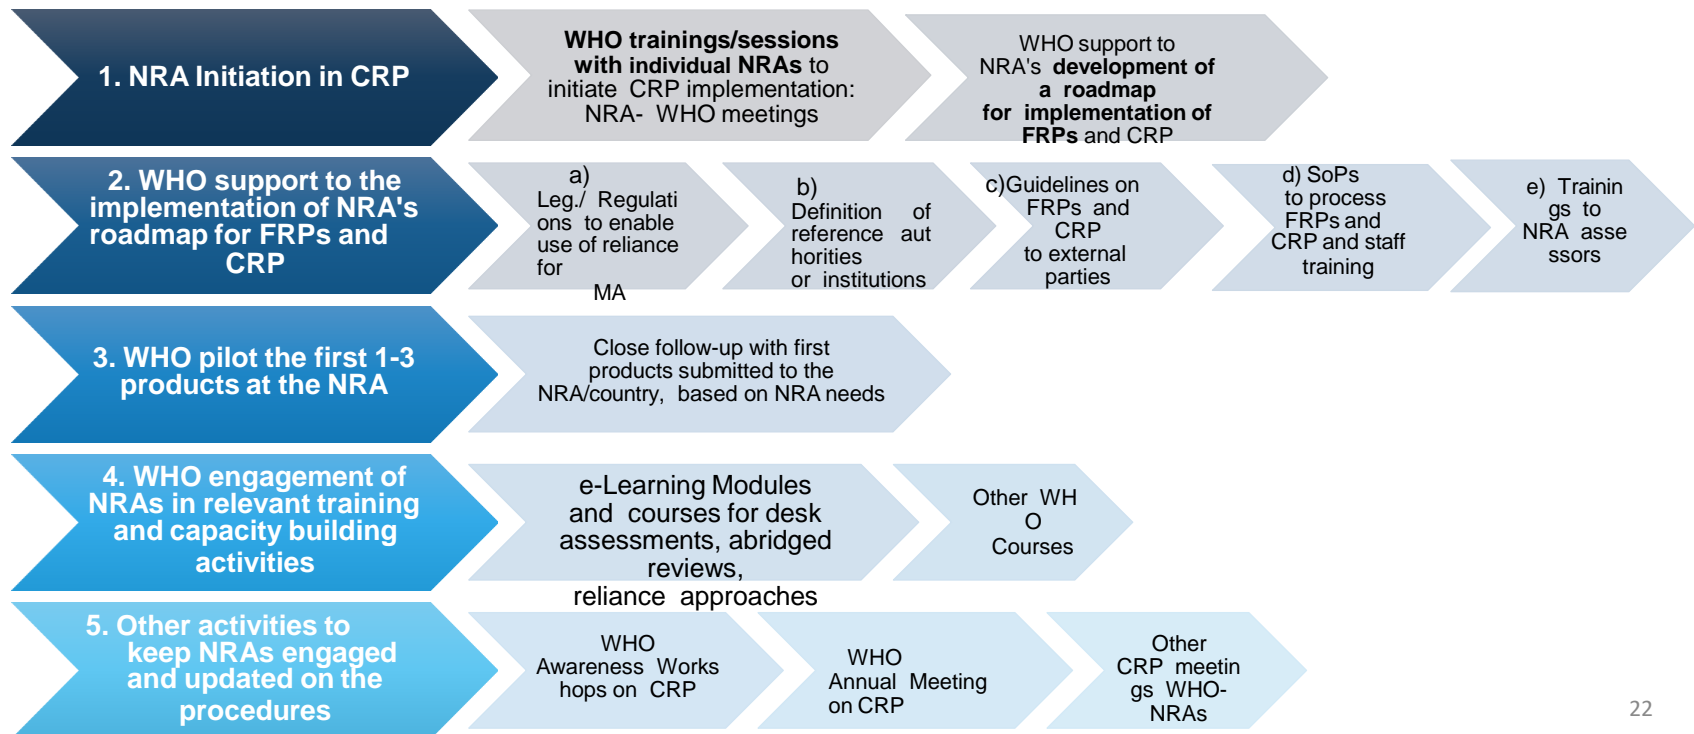 1. NRA Initiation in CRP
WHO trainings/sessions
with individual NRAs to
initiate CRP implementation:
NRA- WHO meetings
WHO support to
NRA's development of
a roadmap
for implementation of
FRPs and CRP
2. WHO support to the
implementation of NRA's
roadmap for FRPs and
CRP
a)
Leg./ Regulati
ons to enable
use of reliance
for
MA
b)
Definition of
reference aut
horities
or institutions
c)Guidelines on
FRPs and
CRP
to external
parties
d) SoPs
to process
FRPs and
CRP and staff
training
e) Trainin
gs to
NRA asse
ssors
3. WHO pilot the first 1-3
products at the NRA
Close follow-up with first
products submitted to the
NRA/country, based on NRA needs
4. WHO engagement of
NRAs in relevant training
and capacity building
activities
e-Learning Modules
and courses for desk
assessments, abridged
reviews,
reliance approaches
Other WH
O
Courses
5. Other activities to
keep NRAs engaged
and updated on the
procedures
WHO
Awareness Works
hops on CRP
WHO
Annual Meeting
on CRP
Other
CRP meetin
gs WHO-
NRAs
22